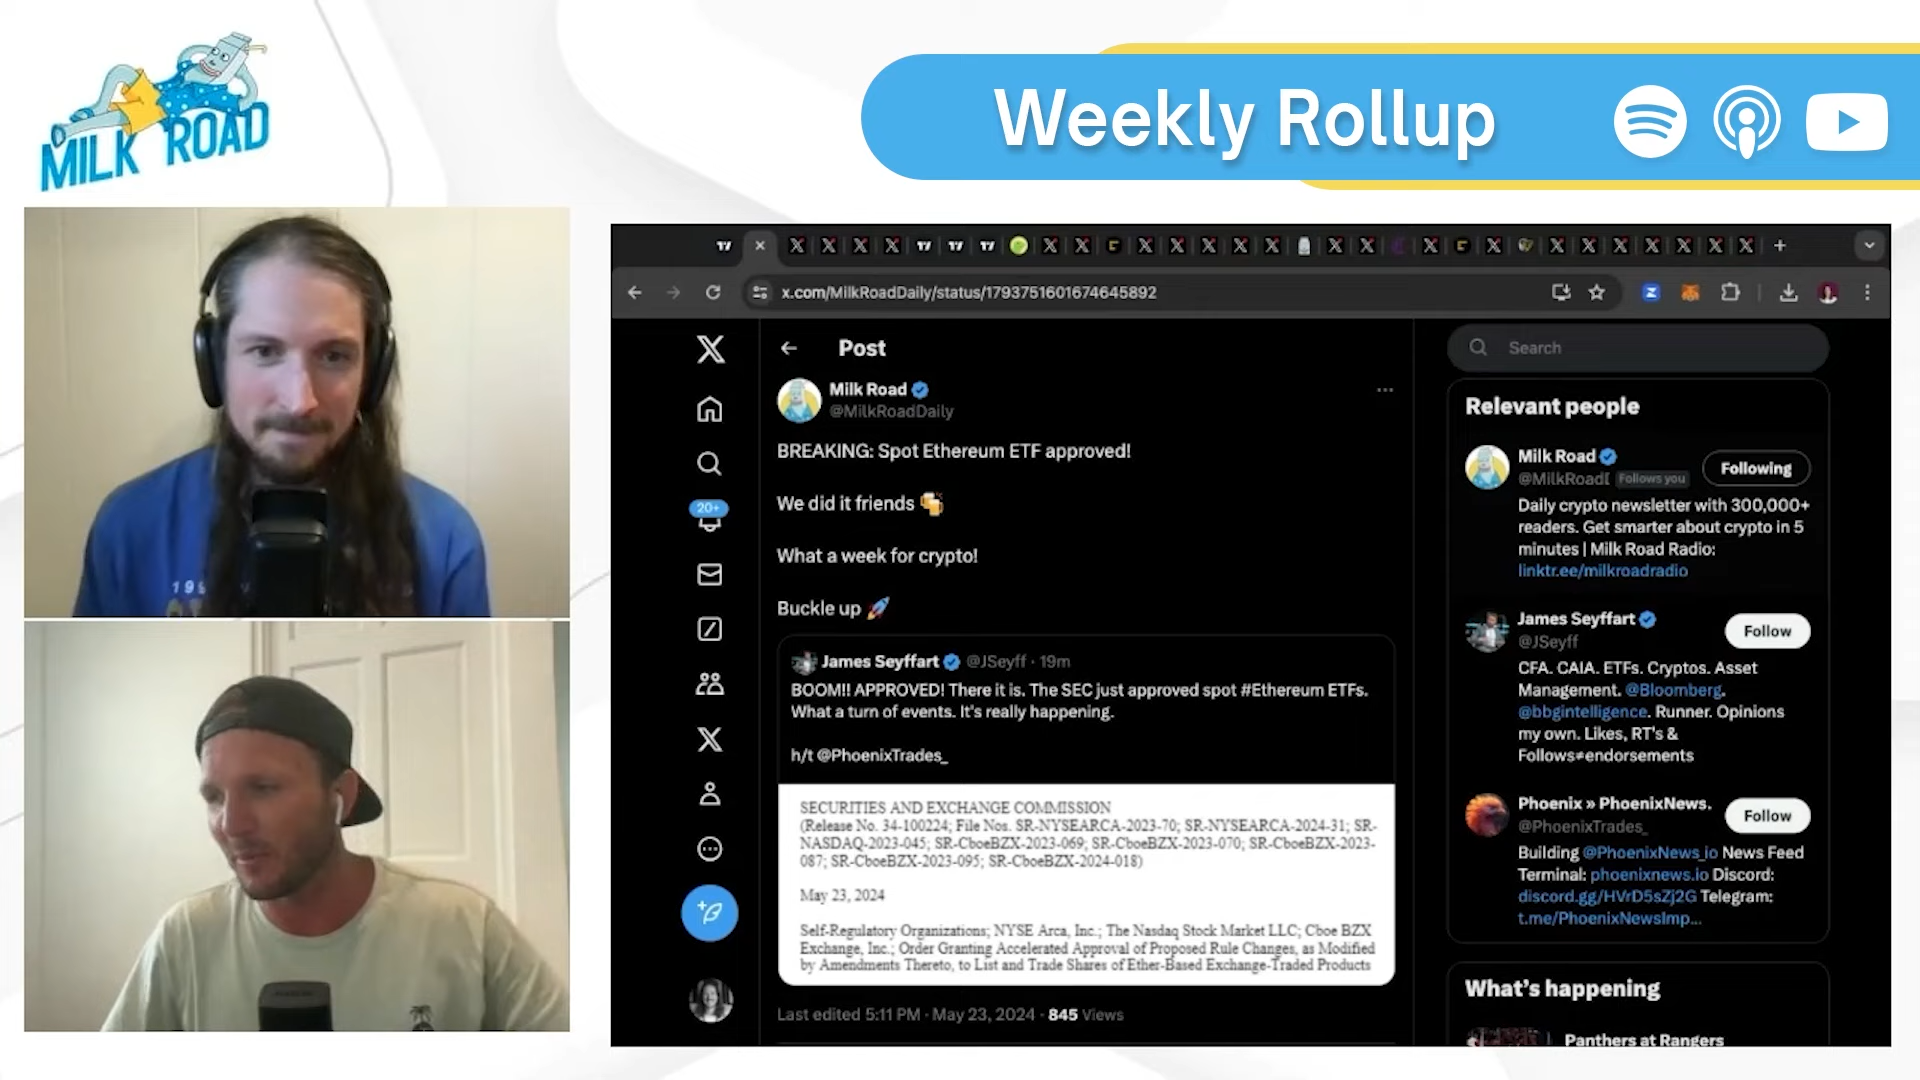 MILK ROAD
Weekly Rollup
x.com/MilkRoadDaily/status/1793751601674645892
Post
Milk Road
@MilkRoadDaily
BREAKING: Spot Ethereum ETF approved!
We did it friends 🍻
What a week for crypto!
Buckle up 🚀
James Seyffart @JSeyff · 19m
BOOM!! APPROVED! There it is. The SEC just approved spot #Ethereum ETFs.
What a turn of events. It's really happening.
h/t @PhoenixTrades_
SECURITIES AND EXCHANGE COMMISSION
(Release No. 34-100224; File Nos. SR-NYSEARCA-2023-70; SR-NYSEARCA-2024-31; SR-
NASDAQ-2023-045; SR-CboeBZX-2023-069; SR-CboeBZX-2023-070; SR-CboeBZX-2023-
087; SR-CboeBZX-2023-095; SR-CboeBZX-2024-018)
May 23, 2024
Self-Regulatory Organizations; NYSE Arca, Inc.; The Nasdaq Stock Market LLC; Cboe BZX
Exchange, Inc.; Order Granting Accelerated Approval of Proposed Rule Changes, as Modified
by Amendments Thereto, to List and Trade Shares of Ether-Based Exchange-Traded Products
Last edited 5:11 PM · May 23, 2024 · 845 Views
20+
Search
Relevant people
Milk Road
@MilkRoadD Follows you
Following
Daily crypto newsletter with 300,000+
readers. Get smarter about crypto in 5
minutes | Milk Road Radio:
linktr.ee/milkroadradio
James Seyffart
@JSeyff
Follow
CFA. CAIA. ETFs. Cryptos. Asset
Management. @Bloomberg.
@bbgintelligence. Runner. Opinions
my own. Likes, RT's &
Follows≠endorsements
Phoenix » PhoenixNews.
@PhoenixTrades_
Follow
Building @PhoenixNews_io News Feed
Terminal: phoenixnews.io Discord:
discord.gg/HVrD5sZj2G Telegram:
t.me/PhoenixNewsImp...
What's happening
Panthers at Rangers